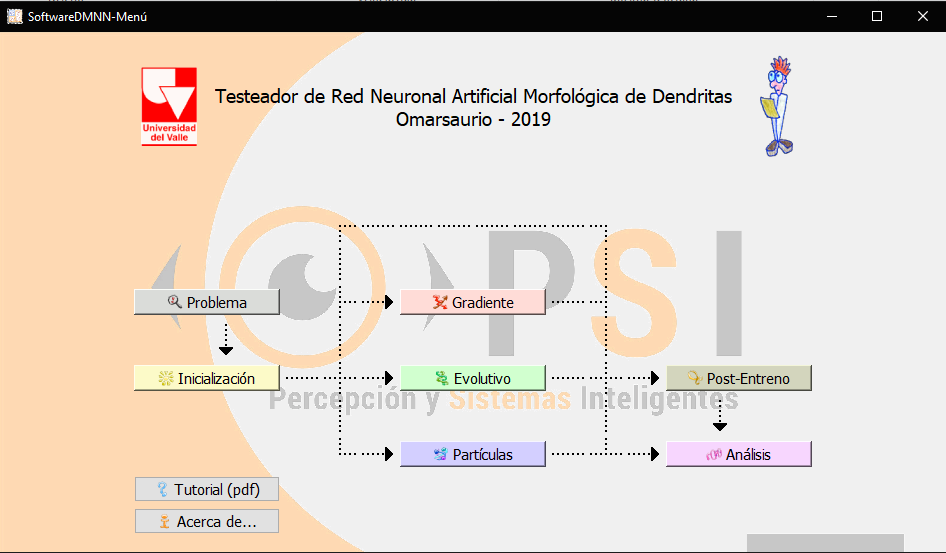 SoftwareDMNN-Menú
Testeador de Red Neuronal Artificial Morfológica de Dendritas
Omarsaurio - 2019
Universidad
del Valle
PSI
Problema
Gradiente
Inicialización
Evolutivo
Post-Entreno
Percepción y Sistemas Inteligentes
Partículas
Análisis
Tutorial (pdf)
Acerca de...